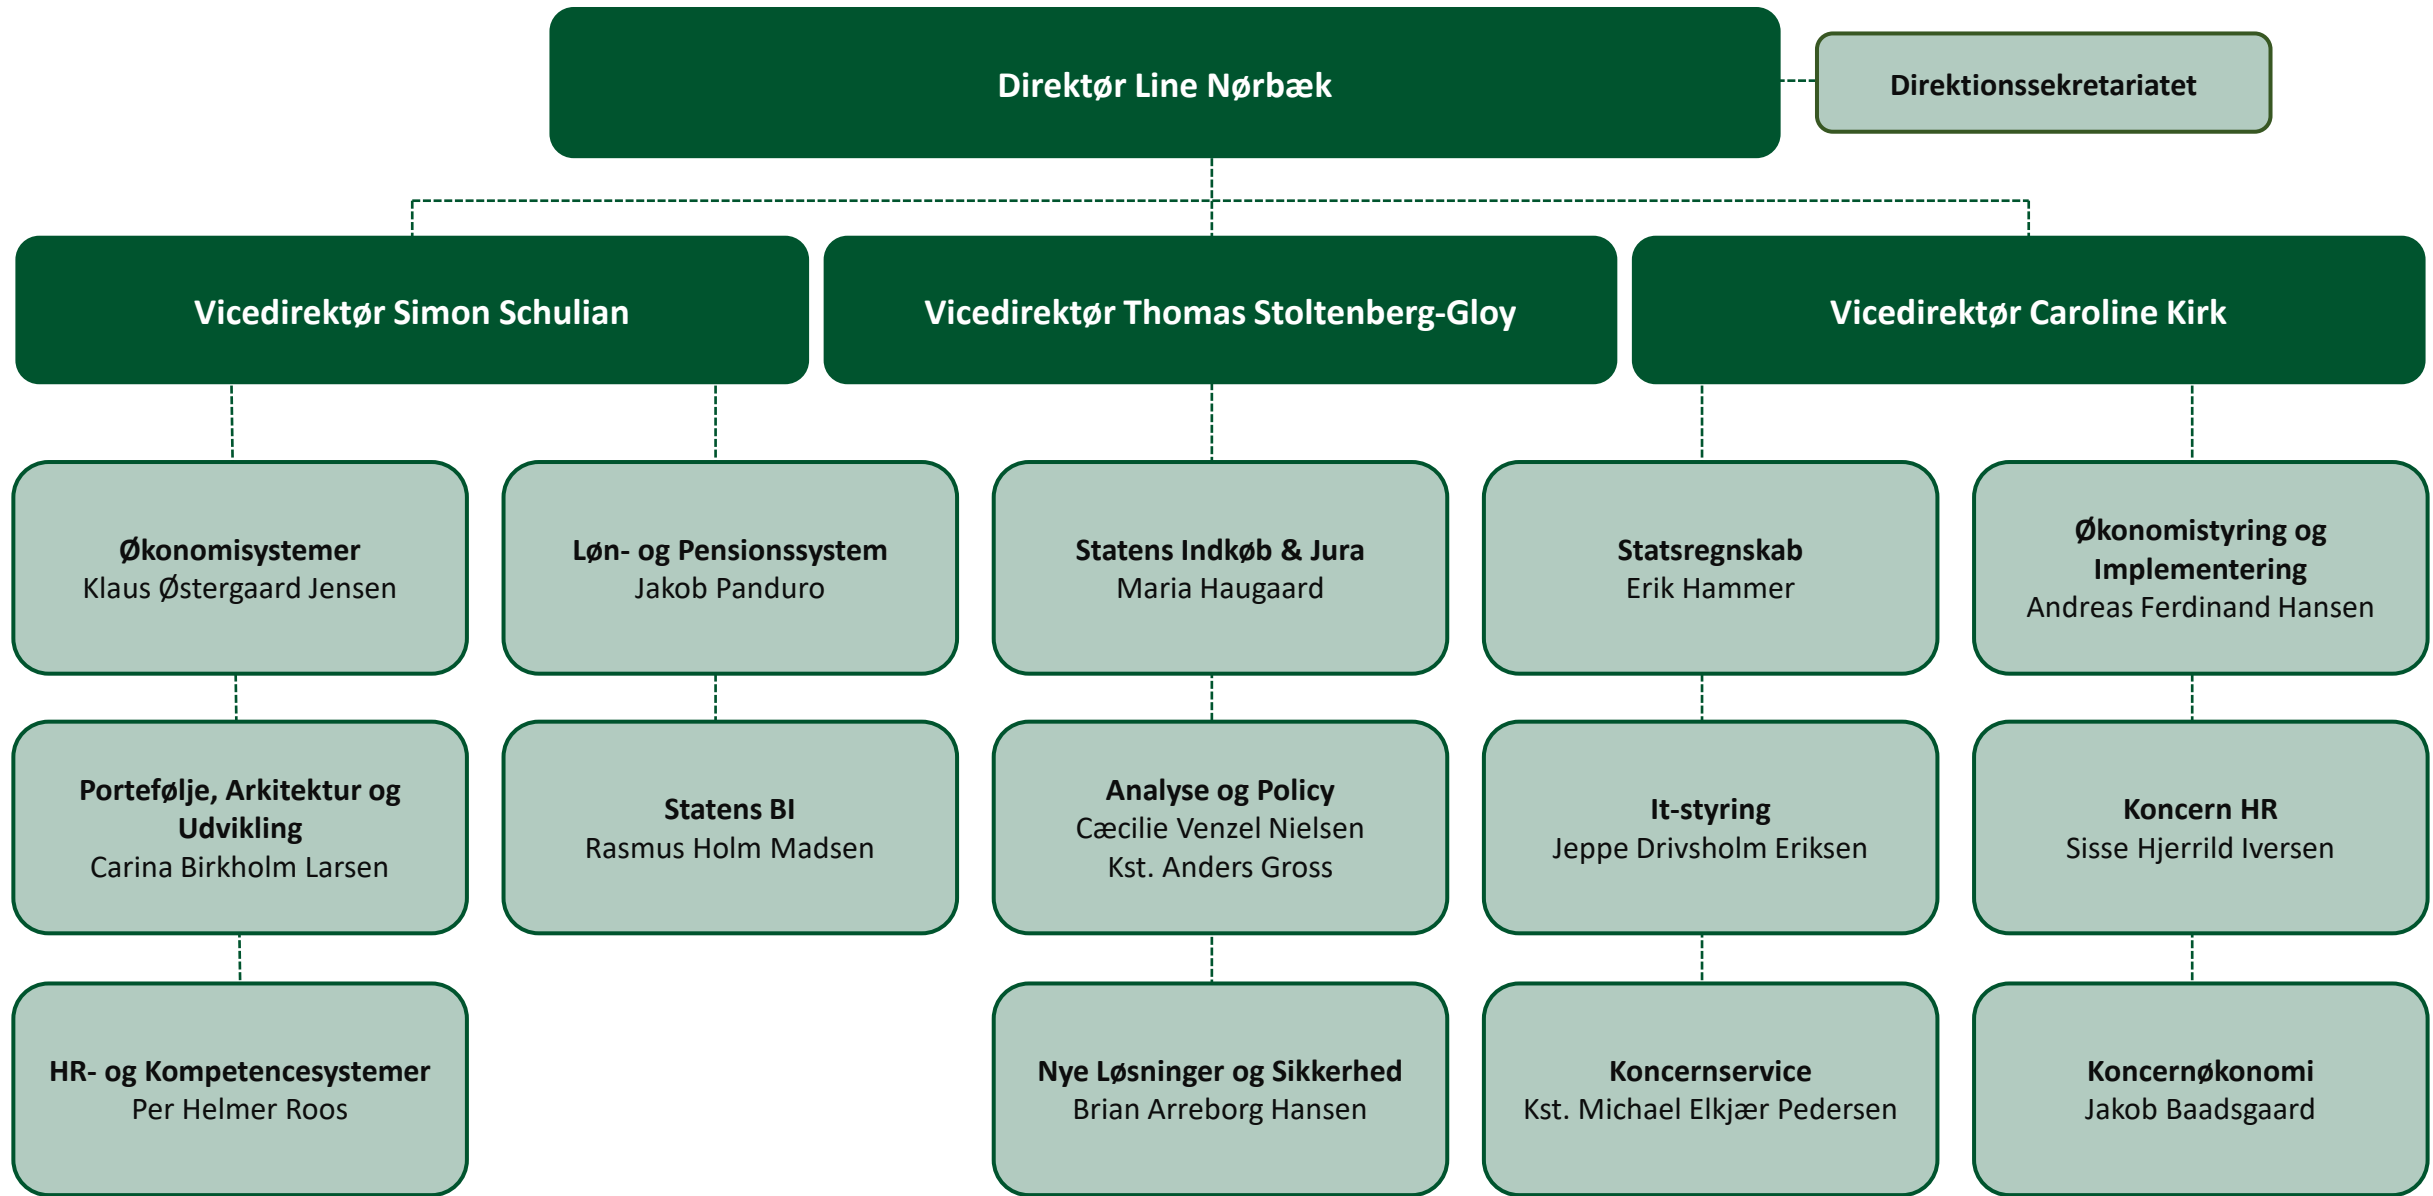 Direktør Line Nørbæk
Direktionssekretariatet
Vicedirektør Simon Schulian
Vicedirektør Thomas Stoltenberg-Gloy
Vicedirektør Caroline Kirk
Økonomisystemer
Klaus Østergaard Jensen
Løn- og Pensionssystem
Jakob Panduro
Statens Indkøb & Jura
Maria Haugaard
Statsregnskab
Erik Hammer
Økonomistyring og
Implementering
Andreas Ferdinand Hansen
Portefølje, Arkitektur og
Udvikling
Carina Birkholm Larsen
Statens BI
Rasmus Holm Madsen
Analyse og Policy
Cæcilie Venzel Nielsen
Kst. Anders Gross
It-styring
Jeppe Drivsholm Eriksen
Koncern HR
Sisse Hjerrild Iversen
HR- og Kompetencesystemer
Per Helmer Roos
Nye Løsninger og Sikkerhed
Brian Arreborg Hansen
Koncernservice
Kst. Michael Elkjær Pedersen
Koncernøkonomi
Jakob Baadsgaard